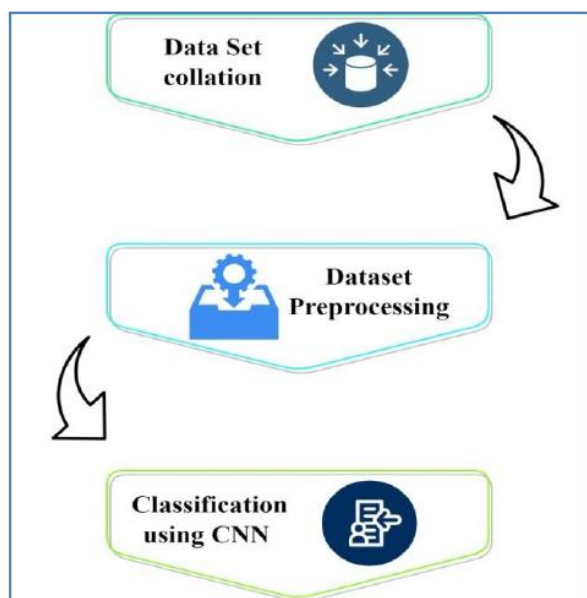 Data Set
collation
Dataset
Preprocessing
Classification
using CNN